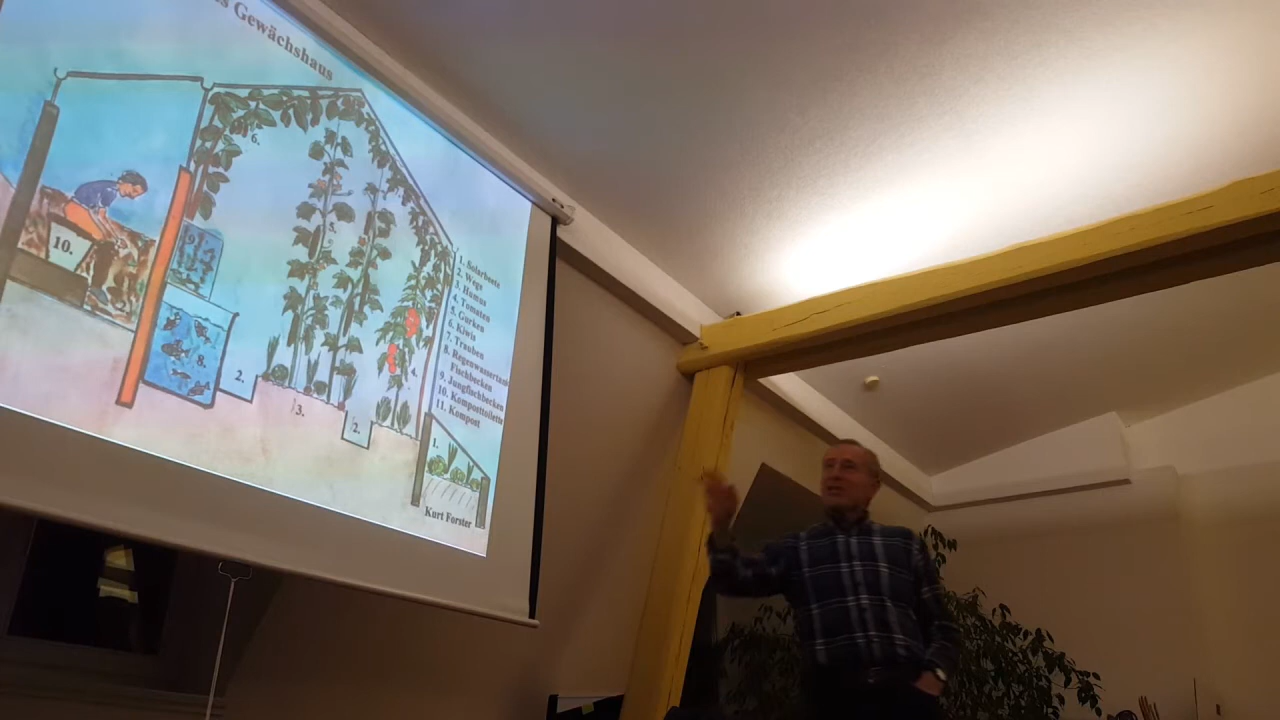 Gewächshaus
10.
6.
5.
9.
8.
4.
2.
3.
2.
1.
1. Solarbeete
2. Wege
3. Humus
4. Tomaten
5. Gurken
6. Kiwis
7. Trauben
8. Regenwassertank
Fischbecken
9. Jungfischbecken
10. Komposttoilette
11. Kompost
Kurt Forster